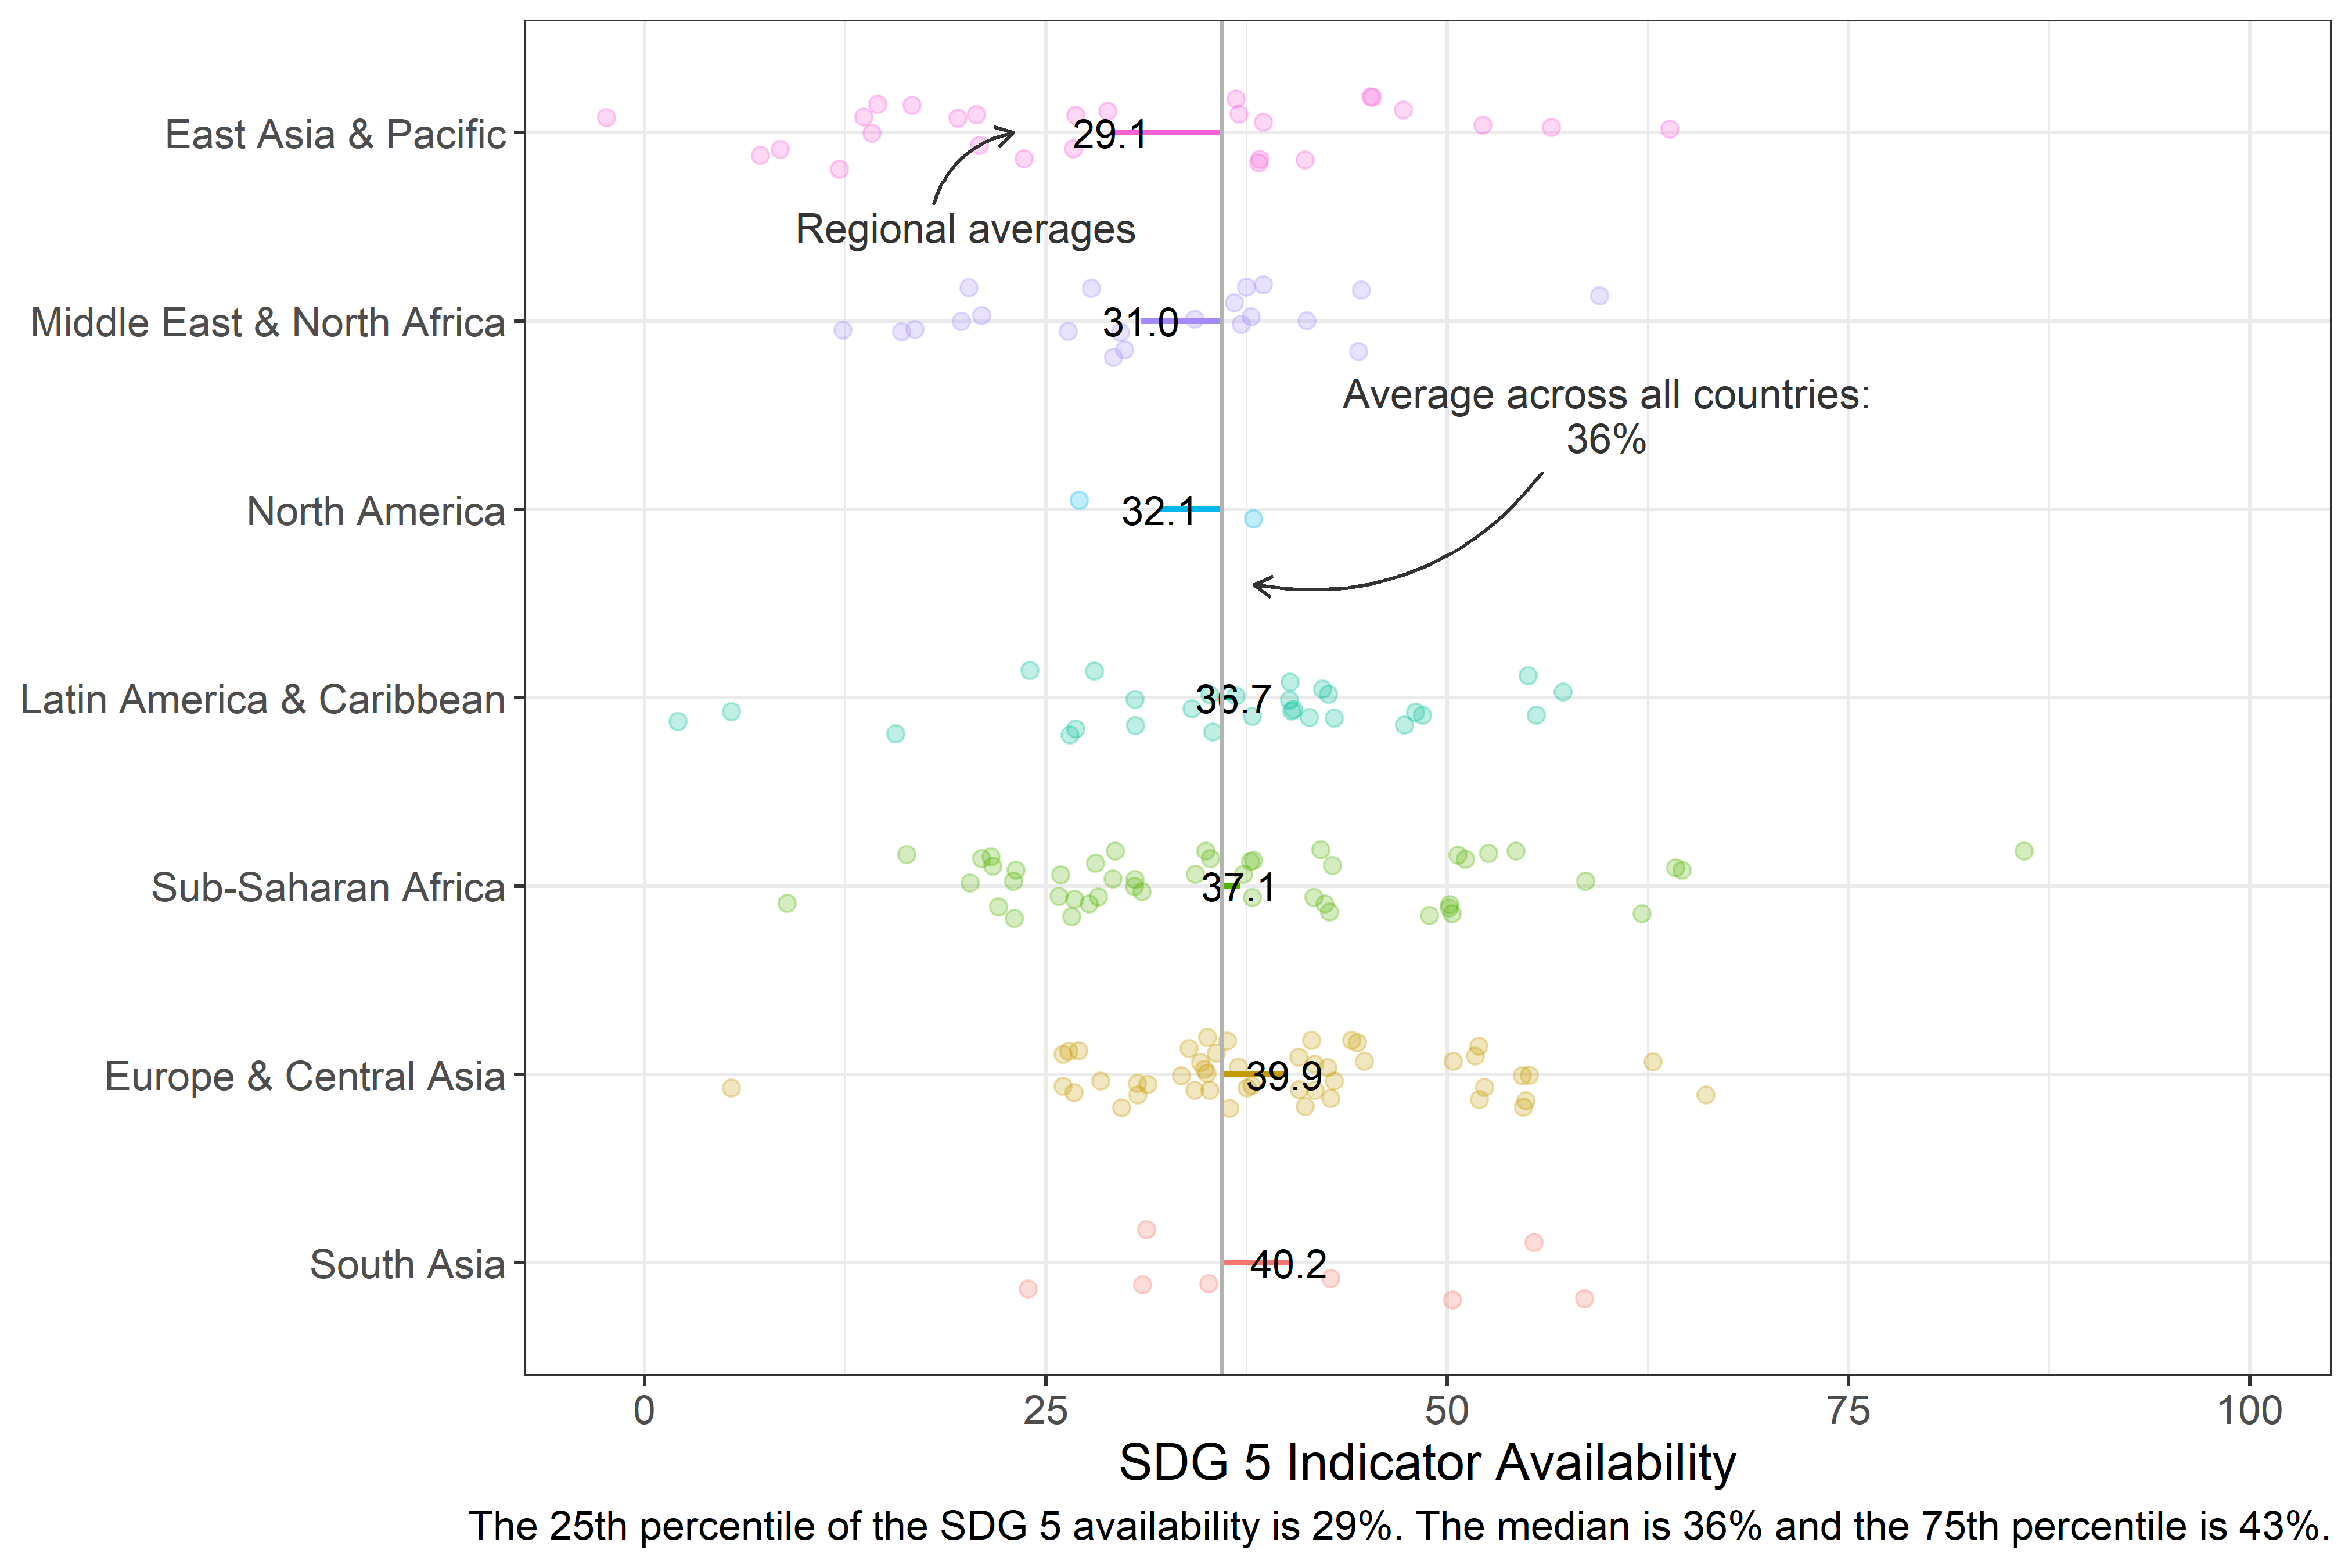 East Asia & Pacific
29.1
Regional averages
Middle East & North Africa
31.0
Average across all countries:
36%
North America
32.1
Latin America & Caribbean
36.7
Sub-Saharan Africa
37.1
Europe & Central Asia
39.9
South Asia
40.2
0 25 50 75 100
SDG 5 Indicator Availability
The 25th percentile of the SDG 5 availability is 29%. The median is 36% and the 75th percentile is 43%.